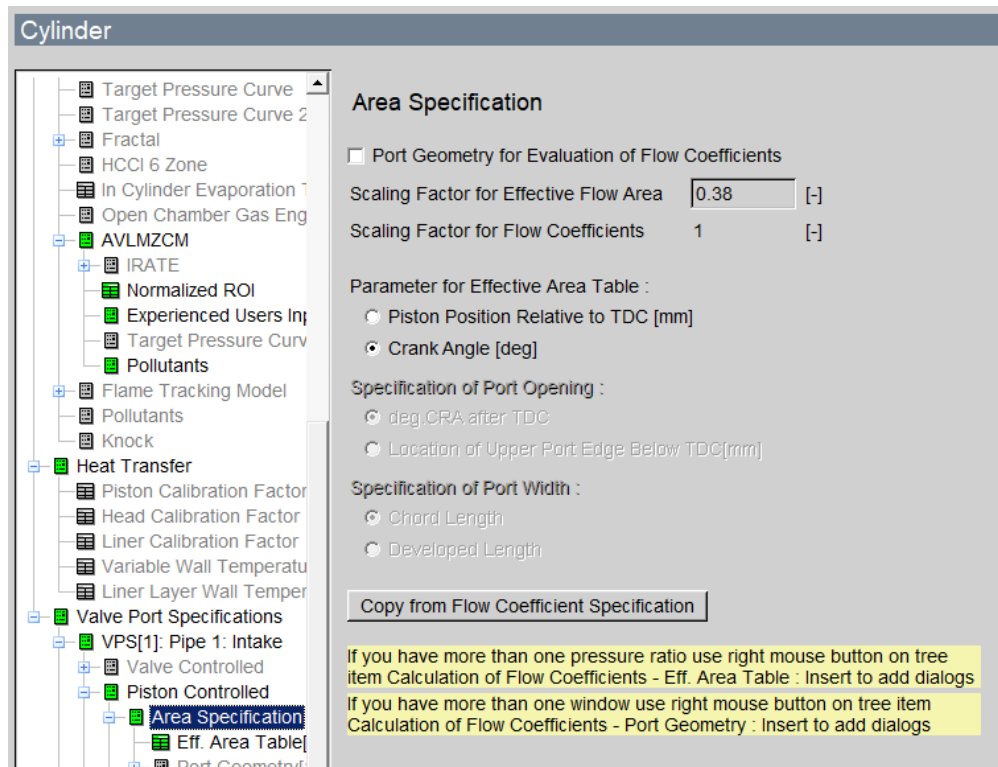 Cylinder
Target Pressure Curve
Target Pressure Curve 2
Fractal
HCCI 6 Zone
In Cylinder Evaporation
Open Chamber Gas Eng
AVLMZCM
IRATE
Normalized ROI
Experienced Users Inp
Target Pressure Curv
Pollutants
Flame Tracking Model
Pollutants
Knock
Heat Transfer
Piston Calibration Factor
Head Calibration Factor
Liner Calibration Factor
Variable Wall Temperatu
Liner Layer Wall Temper
Valve Port Specifications
VPS[1]: Pipe 1: Intake
Valve Controlled
Piston Controlled
Area Specification
Eff. Area Table[
Port Geometry[
Area Specification
Port Geometry for Evaluation of Flow Coefficients
Scaling Factor for Effective Flow Area 0.38 [-]
Scaling Factor for Flow Coefficients 1 [-]
Parameter for Effective Area Table :
Piston Position Relative to TDC [mm]
Crank Angle [deg]
Specification of Port Opening :
deg.CRA after TDC
Location of Upper Port Edge Below TDC[mm]
Specification of Port Width :
Chord Length
Developed Length
Copy from Flow Coefficient Specification
If you have more than one pressure ratio use right mouse button on tree
item Calculation of Flow Coefficients - Eff. Area Table : Insert to add dialogs
If you have more than one window use right mouse button on tree item
Calculation of Flow Coefficients - Port Geometry : Insert to add dialogs